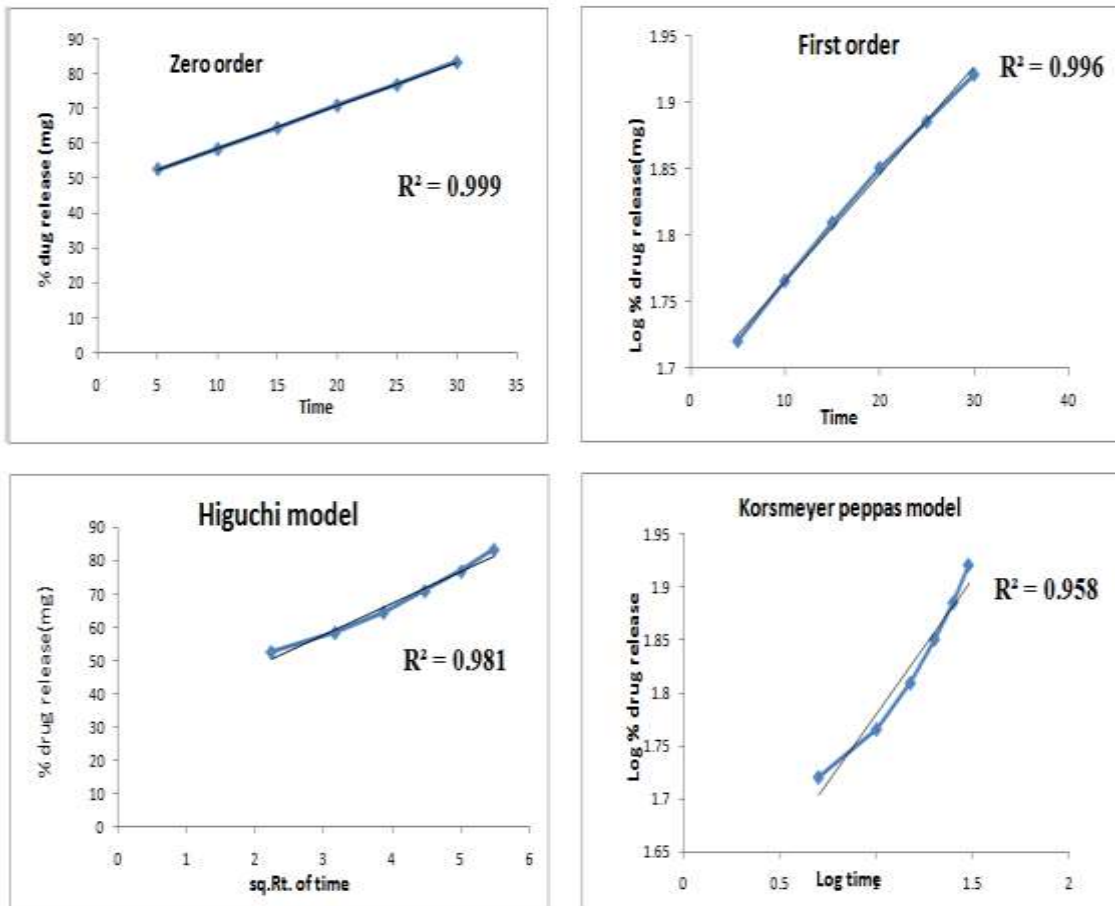 Zero order
R² = 0.999
% dug release (mg)
90
80
70
60
50
40
30
20
10
0
0 5 10 15 20 25 30 35
Time
First order
R² = 0.996
Log % drug release(mg)
1.95
1.9
1.85
1.8
1.75
1.7
0 10 20 30 40
Time
Higuchi model
R² = 0.981
% drug release(mg)
90
80
70
60
50
40
30
20
10
0
0 1 2 3 4 5 6
sq.Rt. of time
Korsmeyer peppas model
R² = 0.958
Log % drug release
1.95
1.9
1.85
1.8
1.75
1.7
1.65
0 0.5 1 1.5 2
Log time